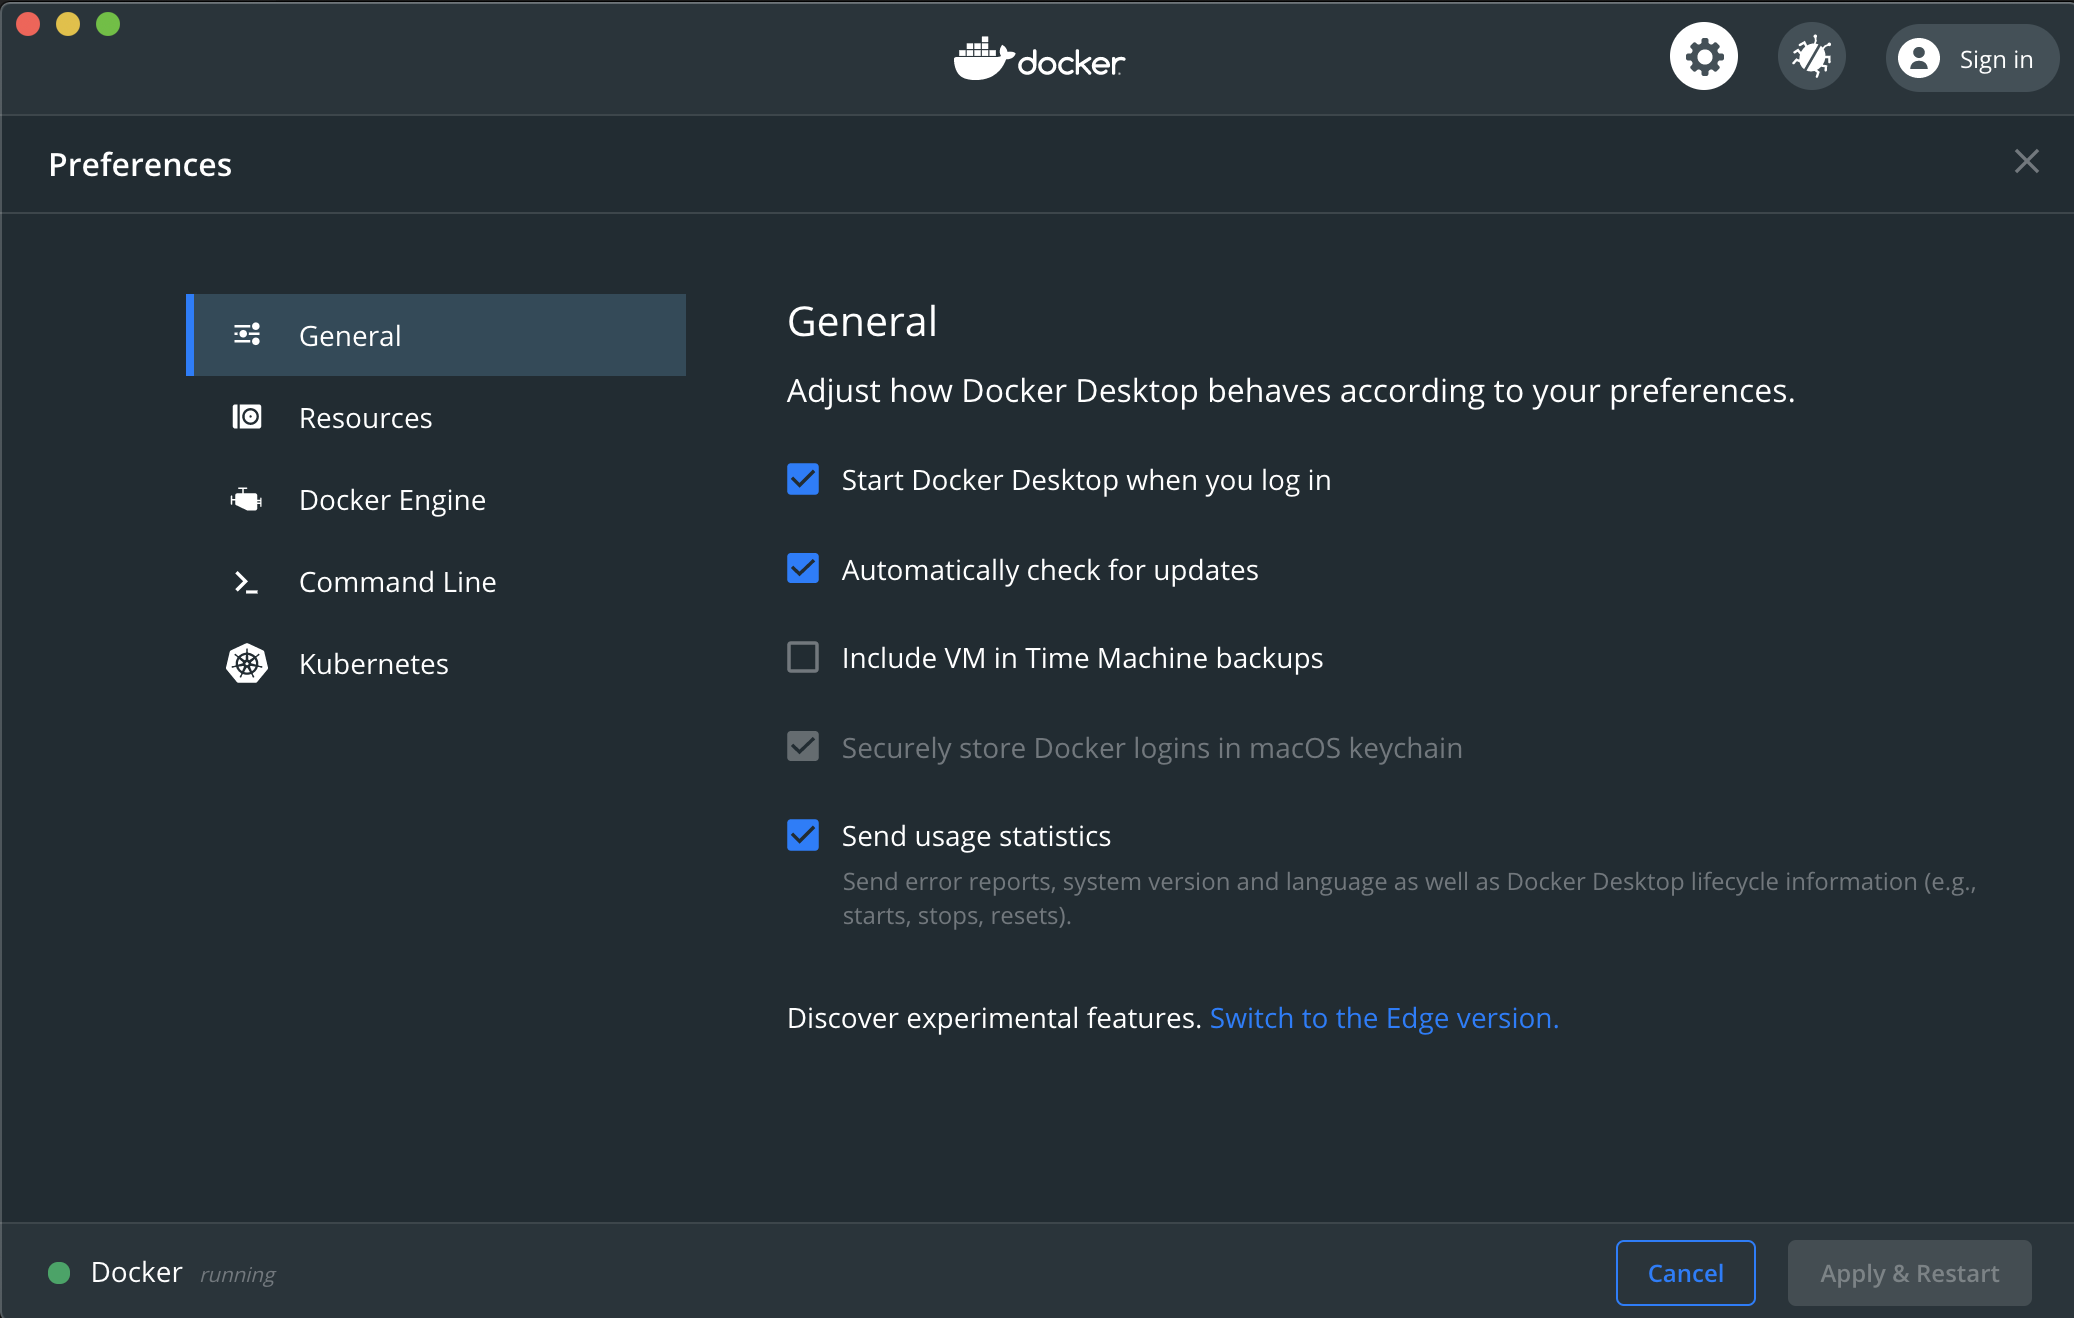 docker
Sign in
Preferences
General
Resources
Docker Engine
Command Line
Kubernetes
General
Adjust how Docker Desktop behaves according to your preferences.
Start Docker Desktop when you log in
Automatically check for updates
Include VM in Time Machine backups
Securely store Docker logins in macOS keychain
Send usage statistics
Send error reports, system version and language as well as Docker Desktop lifecycle information (e.g.,
starts, stops, resets).
Discover experimental features. Switch to the Edge version.
Docker running
Cancel
Apply & Restart